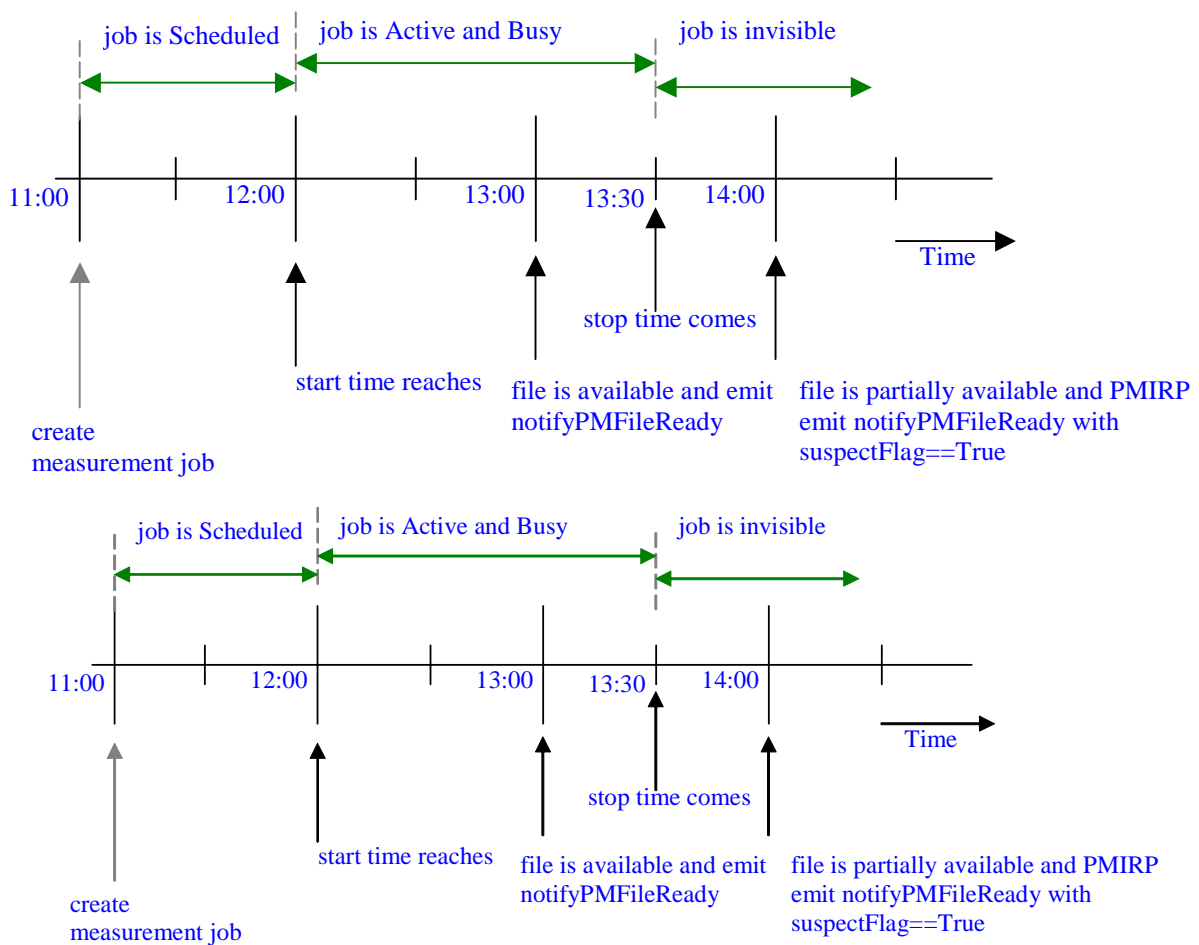 job is Scheduled
job is Active and Busy
job is invisible
11:00
12:00
13:00
13:30
14:00
Time
stop time comes
start time reaches
file is available and emit
notifyPMFileReady
file is partially available and PMIRP
emit notifyPMFileReady with
suspectFlag==True
create
measurement job
job is Scheduled
job is Active and Busy
job is invisible
11:00
12:00
13:00
13:30
14:00
Time
stop time comes
start time reaches
file is available and emit
notifyPMFileReady
file is partially available and PMIRP
emit notifyPMFileReady with
suspectFlag==True
create
measurement job